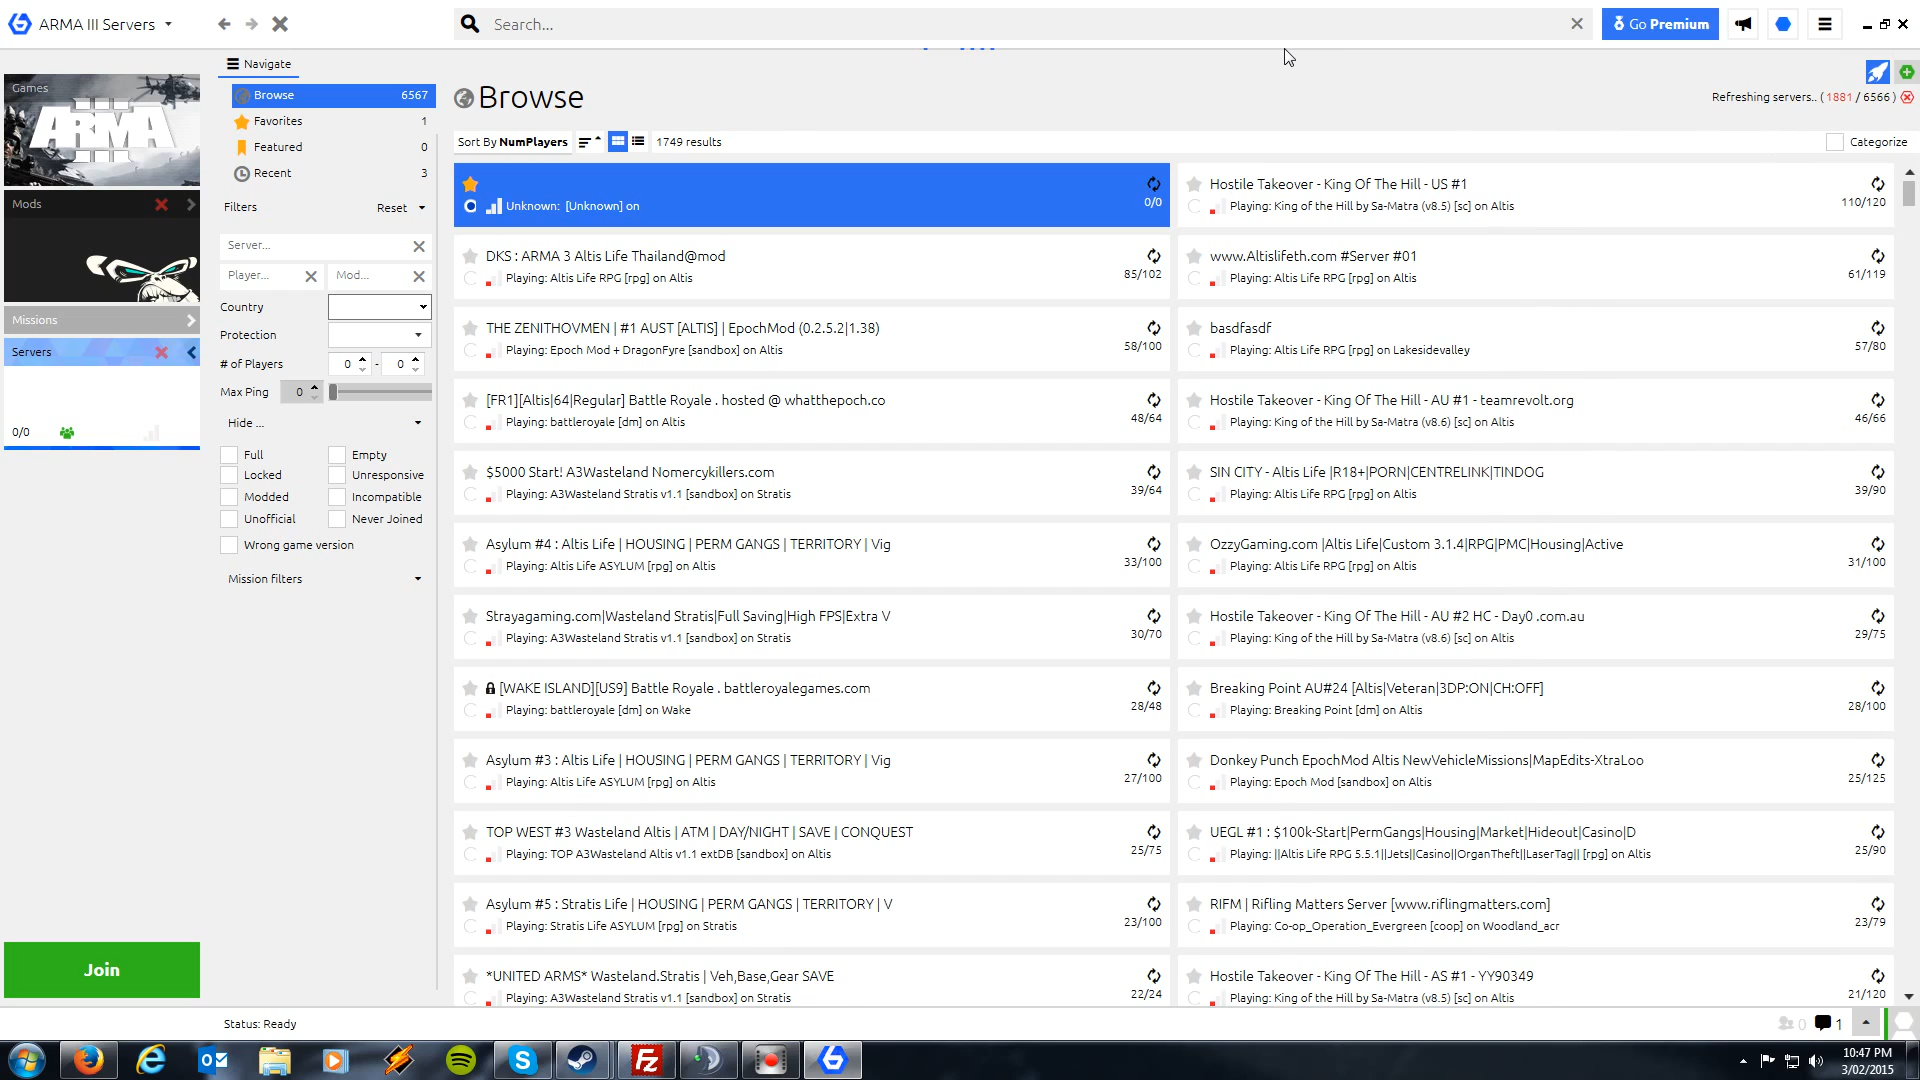 ARMA III Servers
Search...
Go Premium
Navigate
Games
ARMA
III
Mods
Missions
Servers
0/0
Join
Browse 6567
Favorites 1
Featured 0
Recent 3
Filters Reset
Server...
Player... Mod...
Country
Protection
# of Players 0 - 0
Max Ping 0
Hide ...
Full Empty
Locked Unresponsive
Modded Incompatible
Unofficial Never Joined
Wrong game version
Mission filters
Browse
Refreshing servers.. ( 1881 / 6566 )
Sort By NumPlayers 1749 results Categorize
Unknown: [Unknown] on 0/0
Hostile Takeover - King Of The Hill - US #1
Playing: King of the Hill by Sa-Matra (v8.5) [sc] on Altis 110/120
DKS : ARMA 3 Altis Life Thailand@mod
Playing: Altis Life RPG [rpg] on Altis 85/102
www.Altislifeth.com #Server #01
Playing: Altis Life RPG [rpg] on Altis 61/119
THE ZENITHOVMEN | #1 AUST [ALTIS] | EpochMod (0.2.5.2|1.38)
Playing: Epoch Mod + DragonFyre [sandbox] on Altis 58/100
basdfasdf
Playing: Altis Life RPG [rpg] on Lakesidevalley 57/80
[FR1][Altis|64|Regular] Battle Royale . hosted @ whatthepoch.co
Playing: battleroyale [dm] on Altis 48/64
Hostile Takeover - King Of The Hill - AU #1 - teamrevolt.org
Playing: King of the Hill by Sa-Matra (v8.6) [sc] on Altis 46/66
$5000 Start! A3Wasteland Nomercykillers.com
Playing: A3Wasteland Stratis v1.1 [sandbox] on Stratis 39/64
SIN CITY - Altis Life |R18+|PORN|CENTRELINK|TINDOG
Playing: Altis Life RPG [rpg] on Altis 39/90
Asylum #4 : Altis Life | HOUSING | PERM GANGS | TERRITORY | Vig
Playing: Altis Life ASYLUM [rpg] on Altis 33/100
OzzyGaming.com |Altis Life|Custom 3.1.4|RPG|PMC|Housing|Active
Playing: Altis Life RPG [rpg] on Altis 31/100
Strayagaming.com|Wasteland Stratis|Full Saving|High FPS|Extra V
Playing: A3Wasteland Stratis v1.1 [sandbox] on Stratis 30/70
Hostile Takeover - King Of The Hill - AU #2 HC - Day0 .com.au
Playing: King of the Hill by Sa-Matra (v8.6) [sc] on Altis 29/75
[WAKE ISLAND][US9] Battle Royale . battleroyalegames.com
Playing: battleroyale [dm] on Wake 28/48
Breaking Point AU#24 [Altis|Veteran|3DP:ON|CH:OFF]
Playing: Breaking Point [dm] on Altis 28/100
Asylum #3 : Altis Life | HOUSING | PERM GANGS | TERRITORY | Vig
Playing: Altis Life ASYLUM [rpg] on Altis 27/100
Donkey Punch EpochMod Altis NewVehicleMissions|MapEdits-XtraLoo
Playing: Epoch Mod [sandbox] on Altis 25/125
TOP WEST #3 Wasteland Altis | ATM | DAY/NIGHT | SAVE | CONQUEST
Playing: TOP A3Wasteland Altis v1.1 extDB [sandbox] on Altis 25/75
UEGL #1 : $100k-Start|PermGangs|Housing|Market|Hideout|Casino|D
Playing: ||Altis Life RPG 5.5.1||Jets||Casino||OrganTheft||LaserTag|| [rpg] on Altis 25/90
Asylum #5 : Stratis Life | HOUSING | PERM GANGS | TERRITORY | V
Playing: Stratis Life ASYLUM [rpg] on Stratis 23/100
RIFM | Rifling Matters Server [www.riflingmatters.com]
Playing: Co-op_Operation_Evergreen [coop] on Woodland_acr 23/79
*UNITED ARMS* Wasteland.Stratis | Veh,Base,Gear SAVE
Playing: A3Wasteland Stratis v1.1 [sandbox] on Stratis 22/24
Hostile Takeover - King Of The Hill - AS #1 - YY90349
Playing: King of the Hill by Sa-Matra (v8.5) [sc] on Altis 21/120
Status: Ready
0 1
10:47 PM
3/02/2015